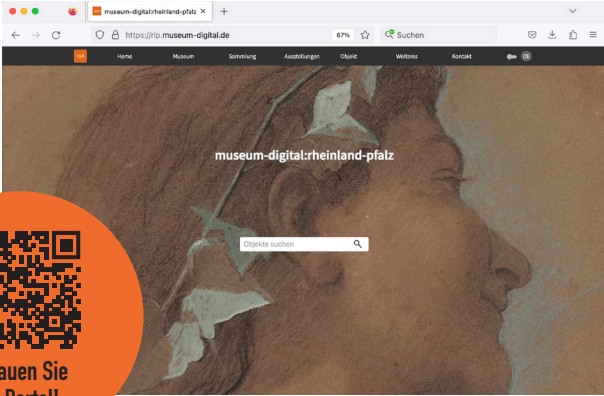 museum-digital:rheinland-pfalz
https://rlp.museum-digital.de
67%
Suchen
md
Home Museum Sammlung Ausstellungen Objekt Weiteres Kontakt DE
museum-digital:rheinland-pfalz
Objekte suchen
auen Sie
Portal!